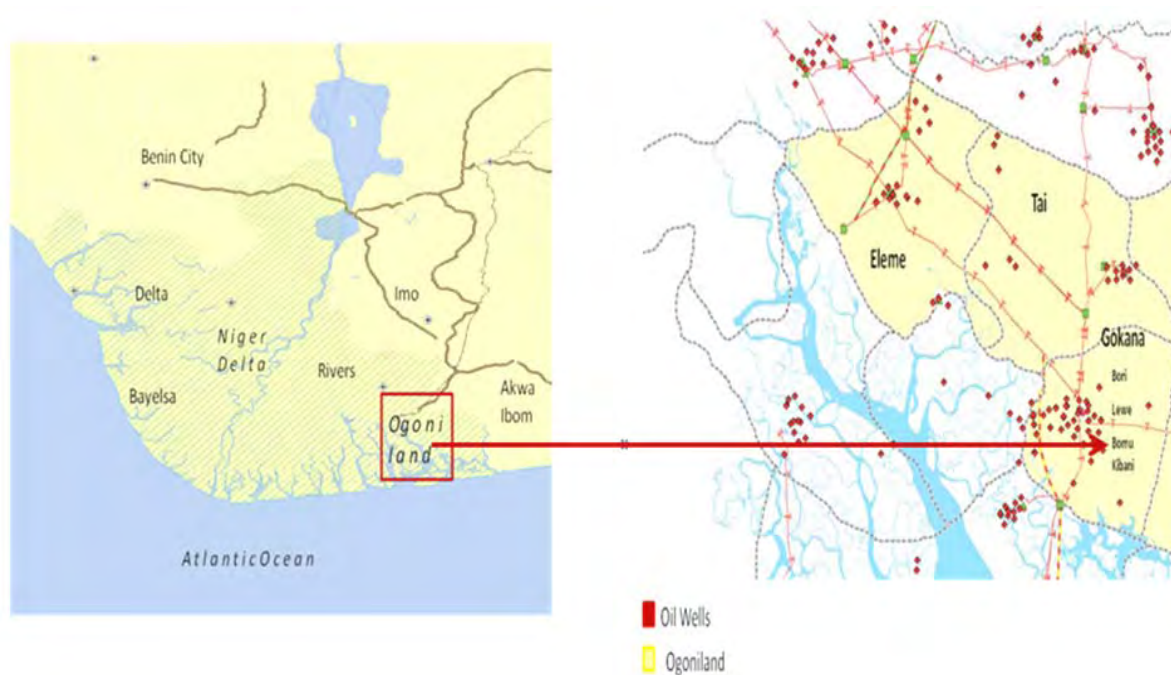 Benin City
Delta
Niger
Delta
Imo
Rivers
Bayelsa
Akwa
Ibom
Ogoni
land
AtlanticOcean
Tai
Eleme
Gokana
Bori
Lewe
Bomu
Kibani
Oil Wells
Ogoniland